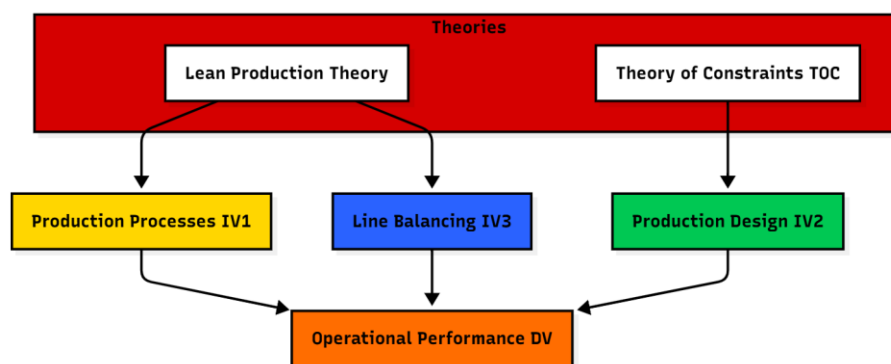 Theories
Lean Production Theory
Theory of Constraints TOC
Production Processes IV1
Line Balancing IV3
Production Design IV2
Operational Performance DV